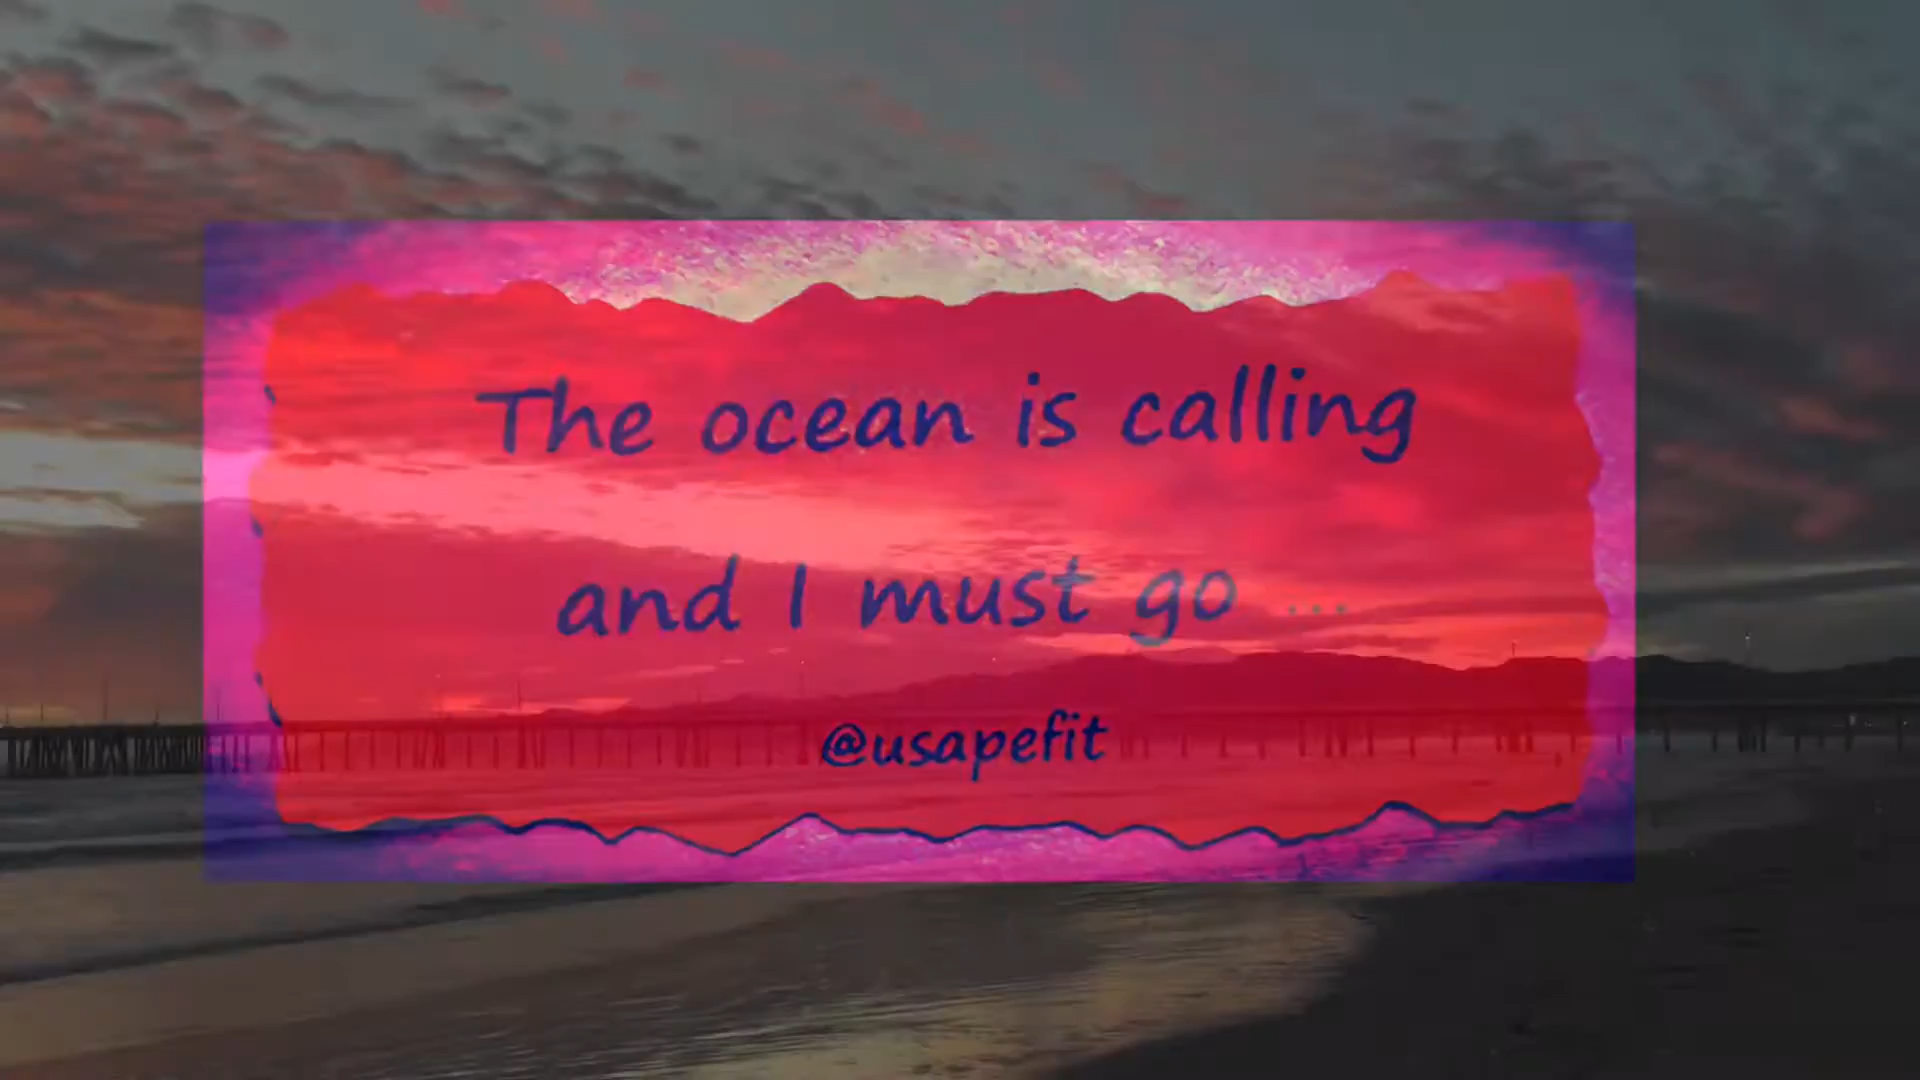 The ocean is calling
and I must go ...
@usapefit